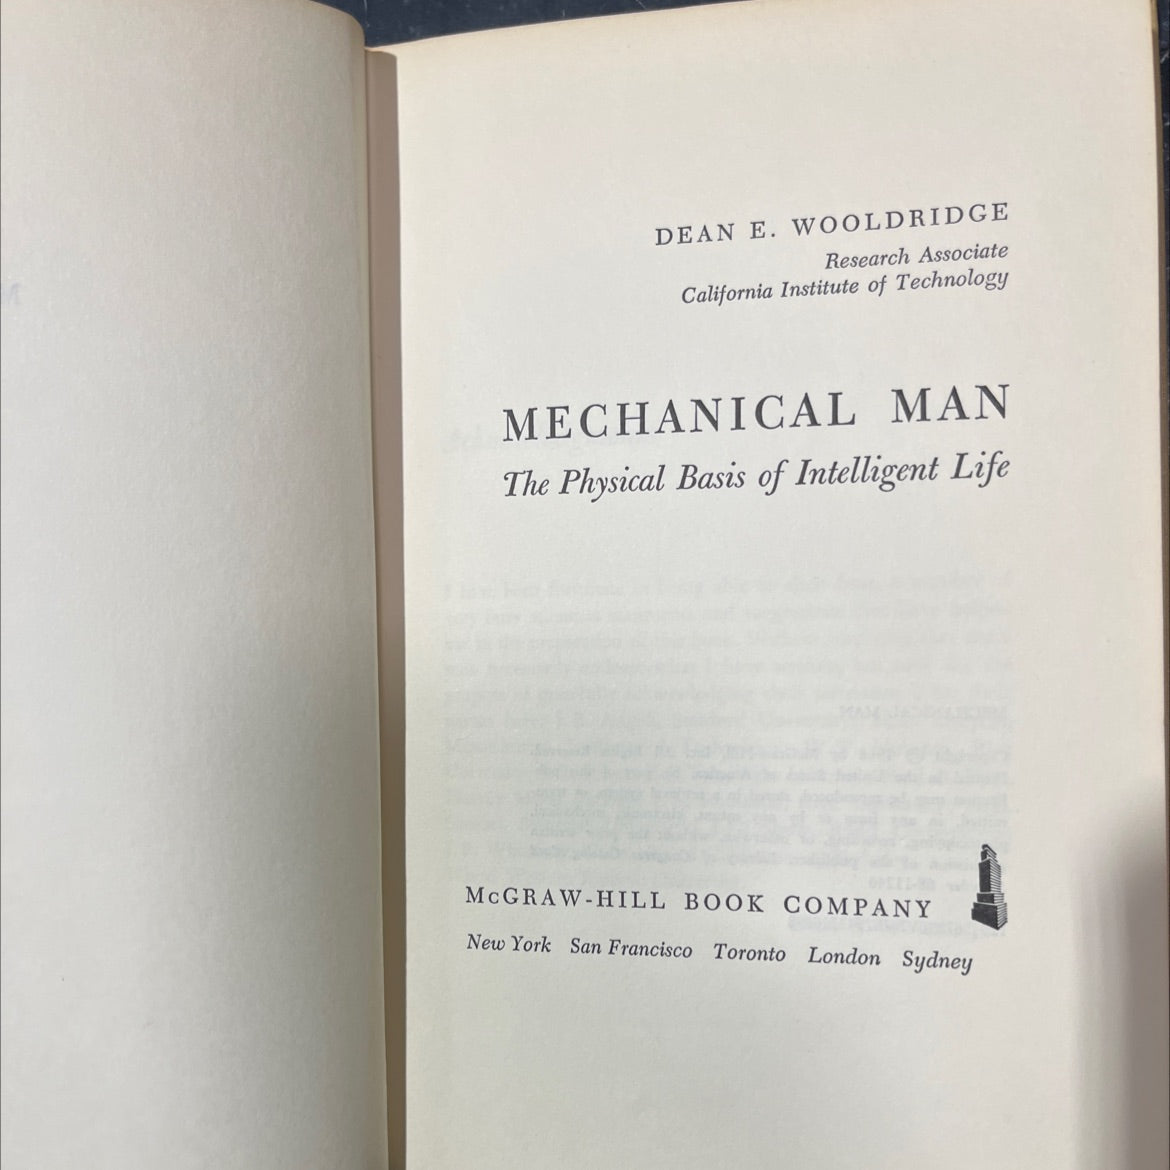 DEAN E. WOOLDRIDGE
Research Associate
California Institute of Technology
MECHANICAL MAN
The Physical Basis of Intelligent Life
McGRAW-HILL BOOK COMPANY
New York San Francisco Toronto London Sydney